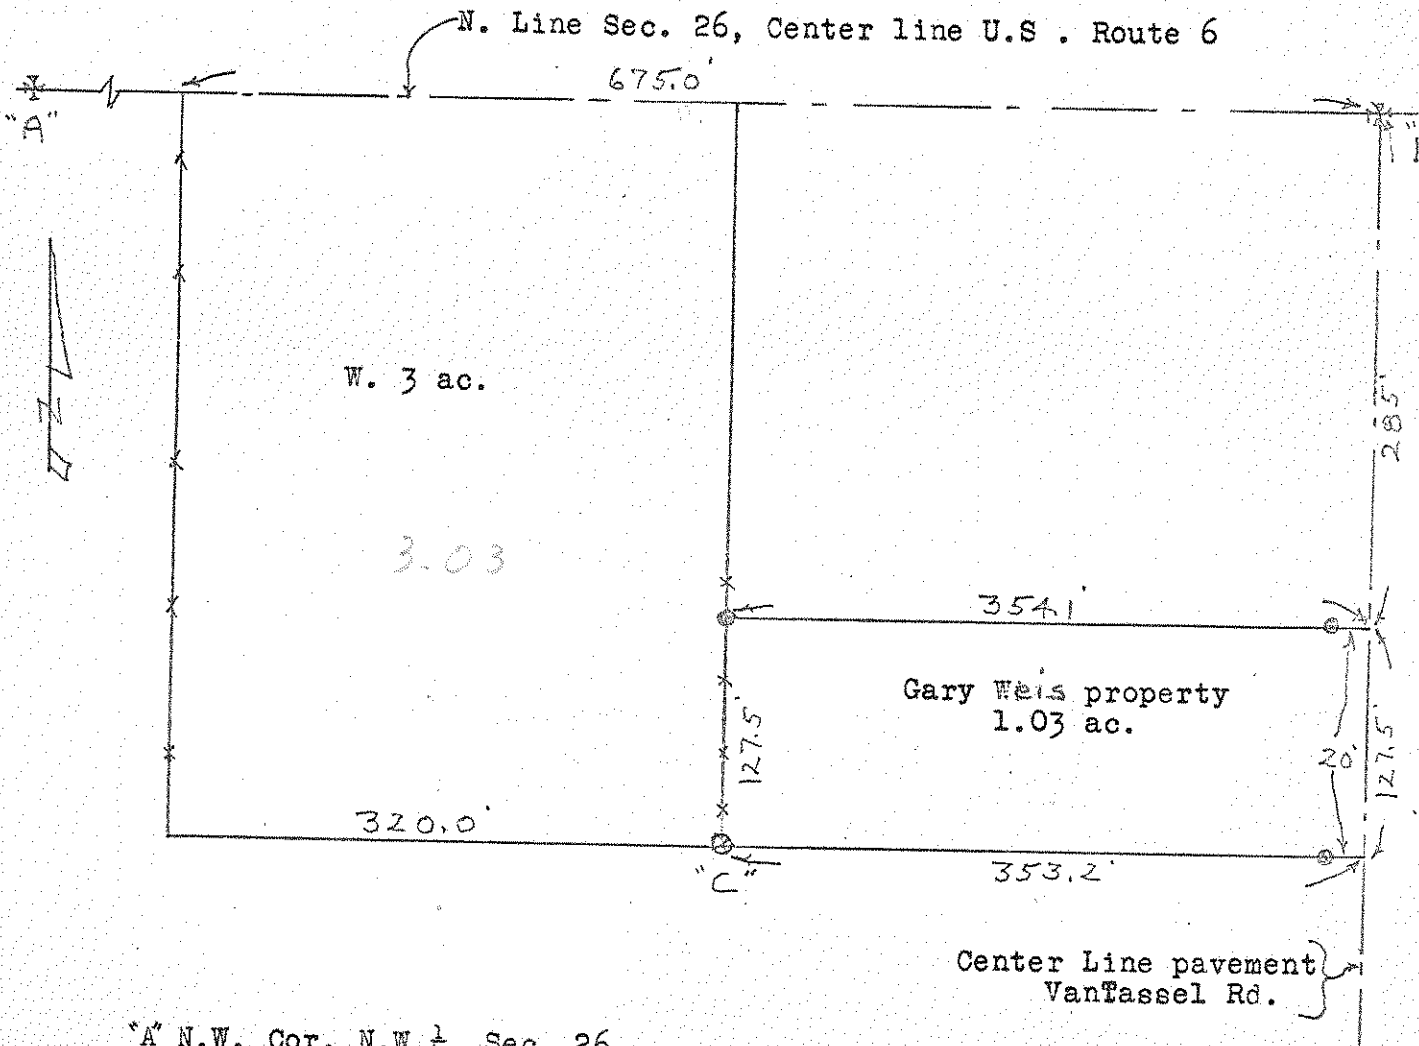 N. Line Sec. 26, Center line U.S . Route 6
675.0'
"A"
N
W. 3 ac.
285'
3.03
354.1'
Gary Weis property
1.03 ac.
127.5'
20'
127.5'
320.0'
"C"
353.2'
Center Line pavement
VanTassel Rd.
"A" N.W. Cor. N.W ¼ Sec. 26